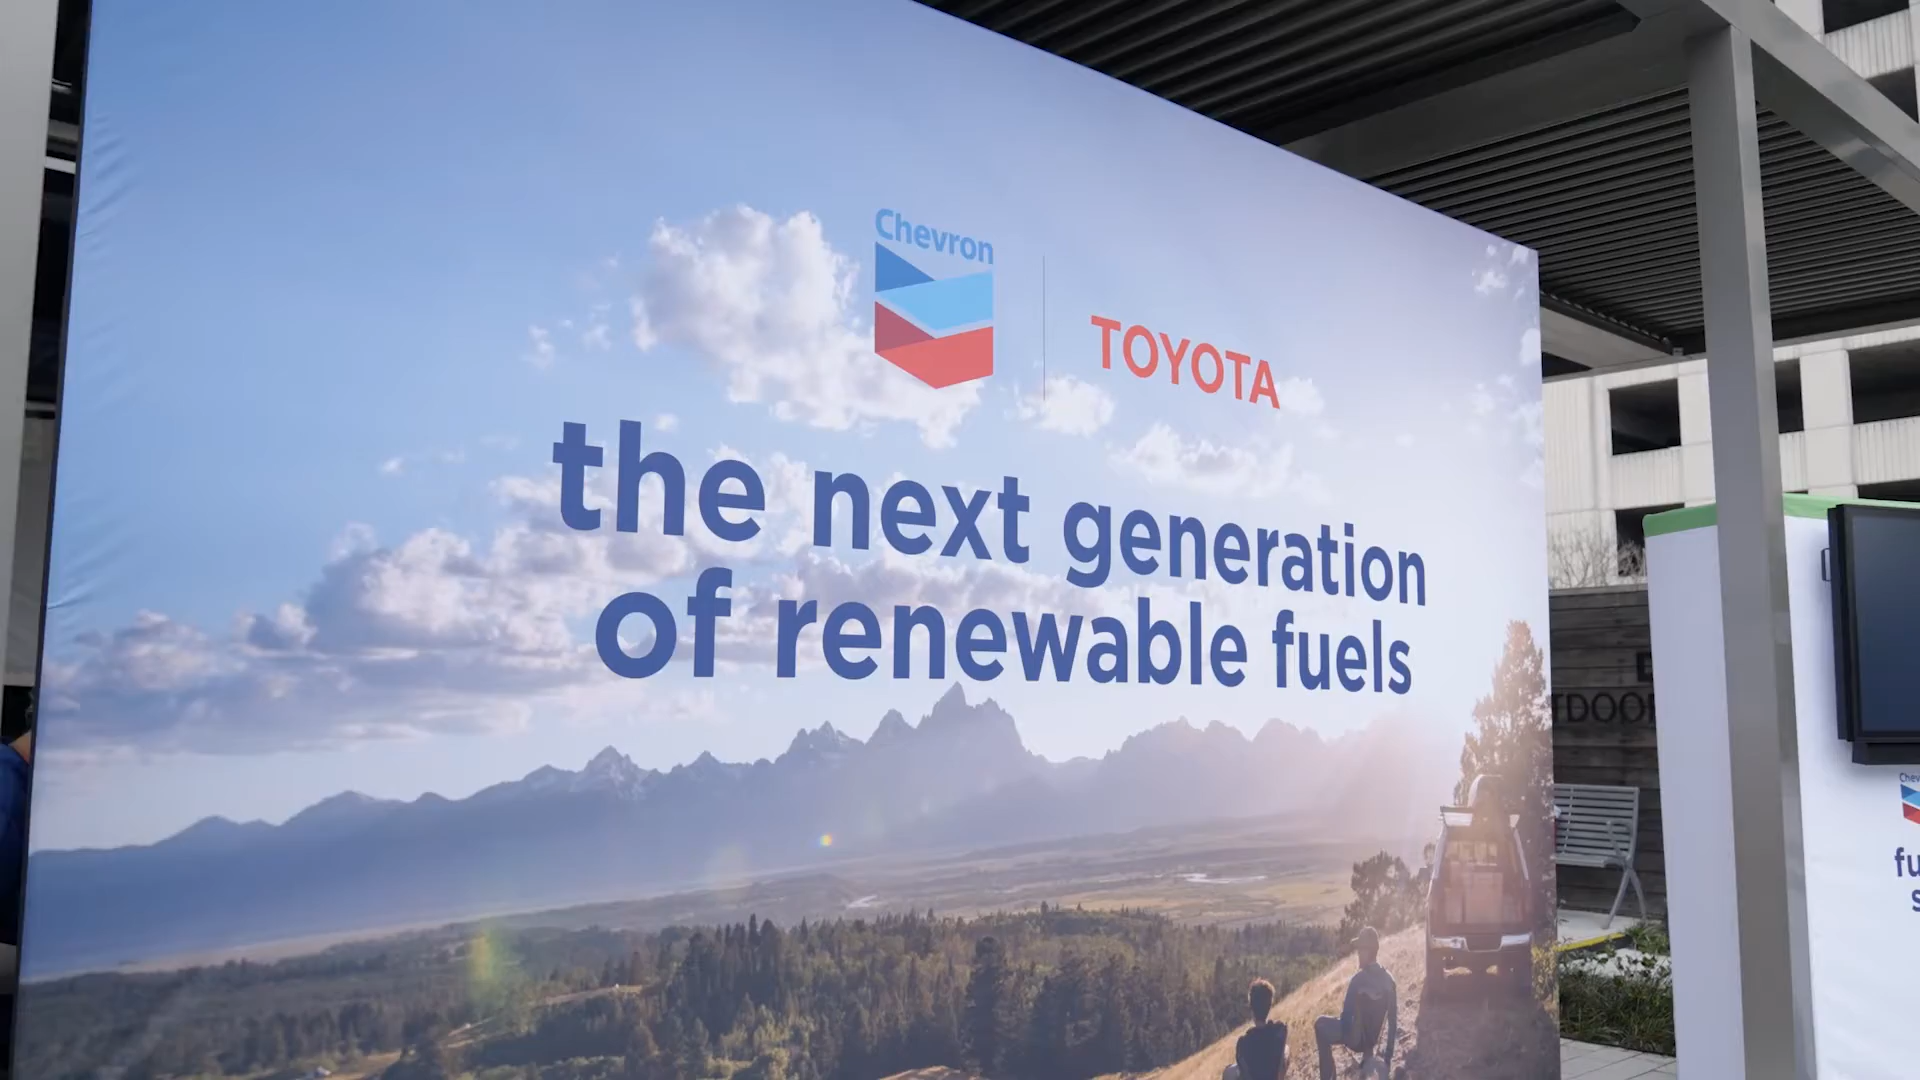 Chevron
TOYOTA
the next generation
of renewable fuels